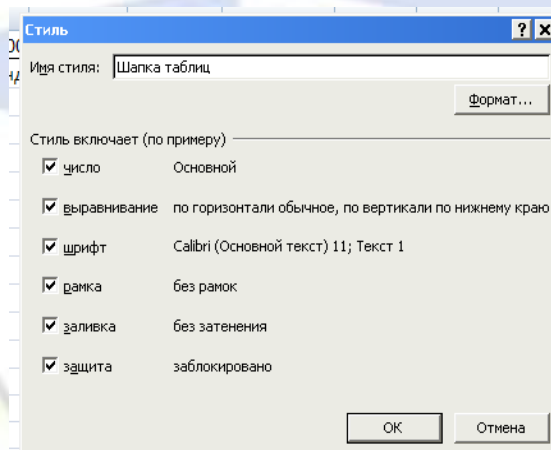 Стиль
Имя стиля: Шапка таблиц
Формат...
Стиль включает (по примеру)
число Основной
выравнивание по горизонтали обычное, по вертикали по нижнему краю
шрифт Calibri (Основной текст) 11; Текст 1
рамка без рамок
заливка без затенения
защита заблокировано
ОК Отмена